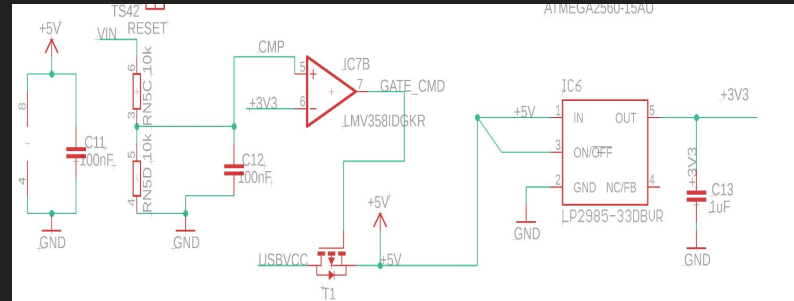 ATMEGA2560-15AU
TS42
RESET
+5V
VIN
CMP
IC7B
5
6
7
GATE_CMD
+3V3
LMV358IDGKR
RN5C 10k
6
3
RN5D 10k
5
4
8
4
C11
100nF
C12
100nF
GND
GND
USBVCC
T1
+5V
+5V
IC6
+5V
1
IN
OUT
5
+3V3
3
ON/OFF
2
GND
NC/FB
4
LP2985-33DBVR
GND
+3V3
C13
1uF
GND